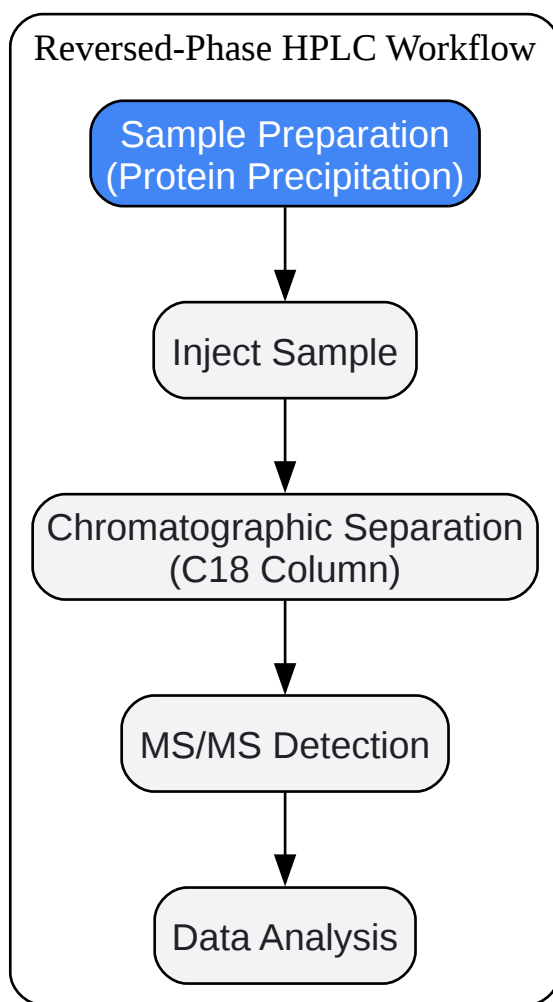 Reversed-Phase HPLC Workflow
Sample Preparation
(Protein Precipitation)
Inject Sample
Chromatographic Separation
(C18 Column)
MS/MS Detection
Data Analysis